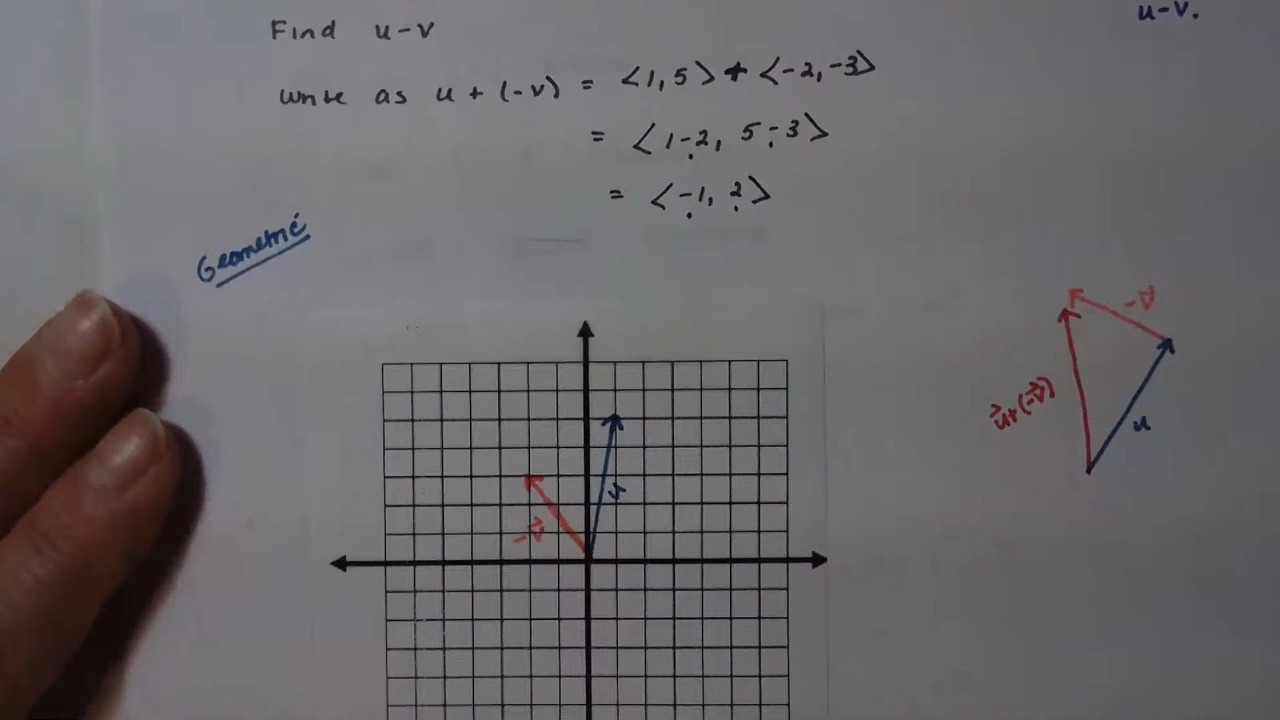 u-v.
Find u-v
Write as u + (-v) = <1, 5> + <-2, -3>
= <1-2, 5-3>
= <-1, 2>
Geometric
-v⃗
u⃗+(-v⃗)
u
u
-v⃗